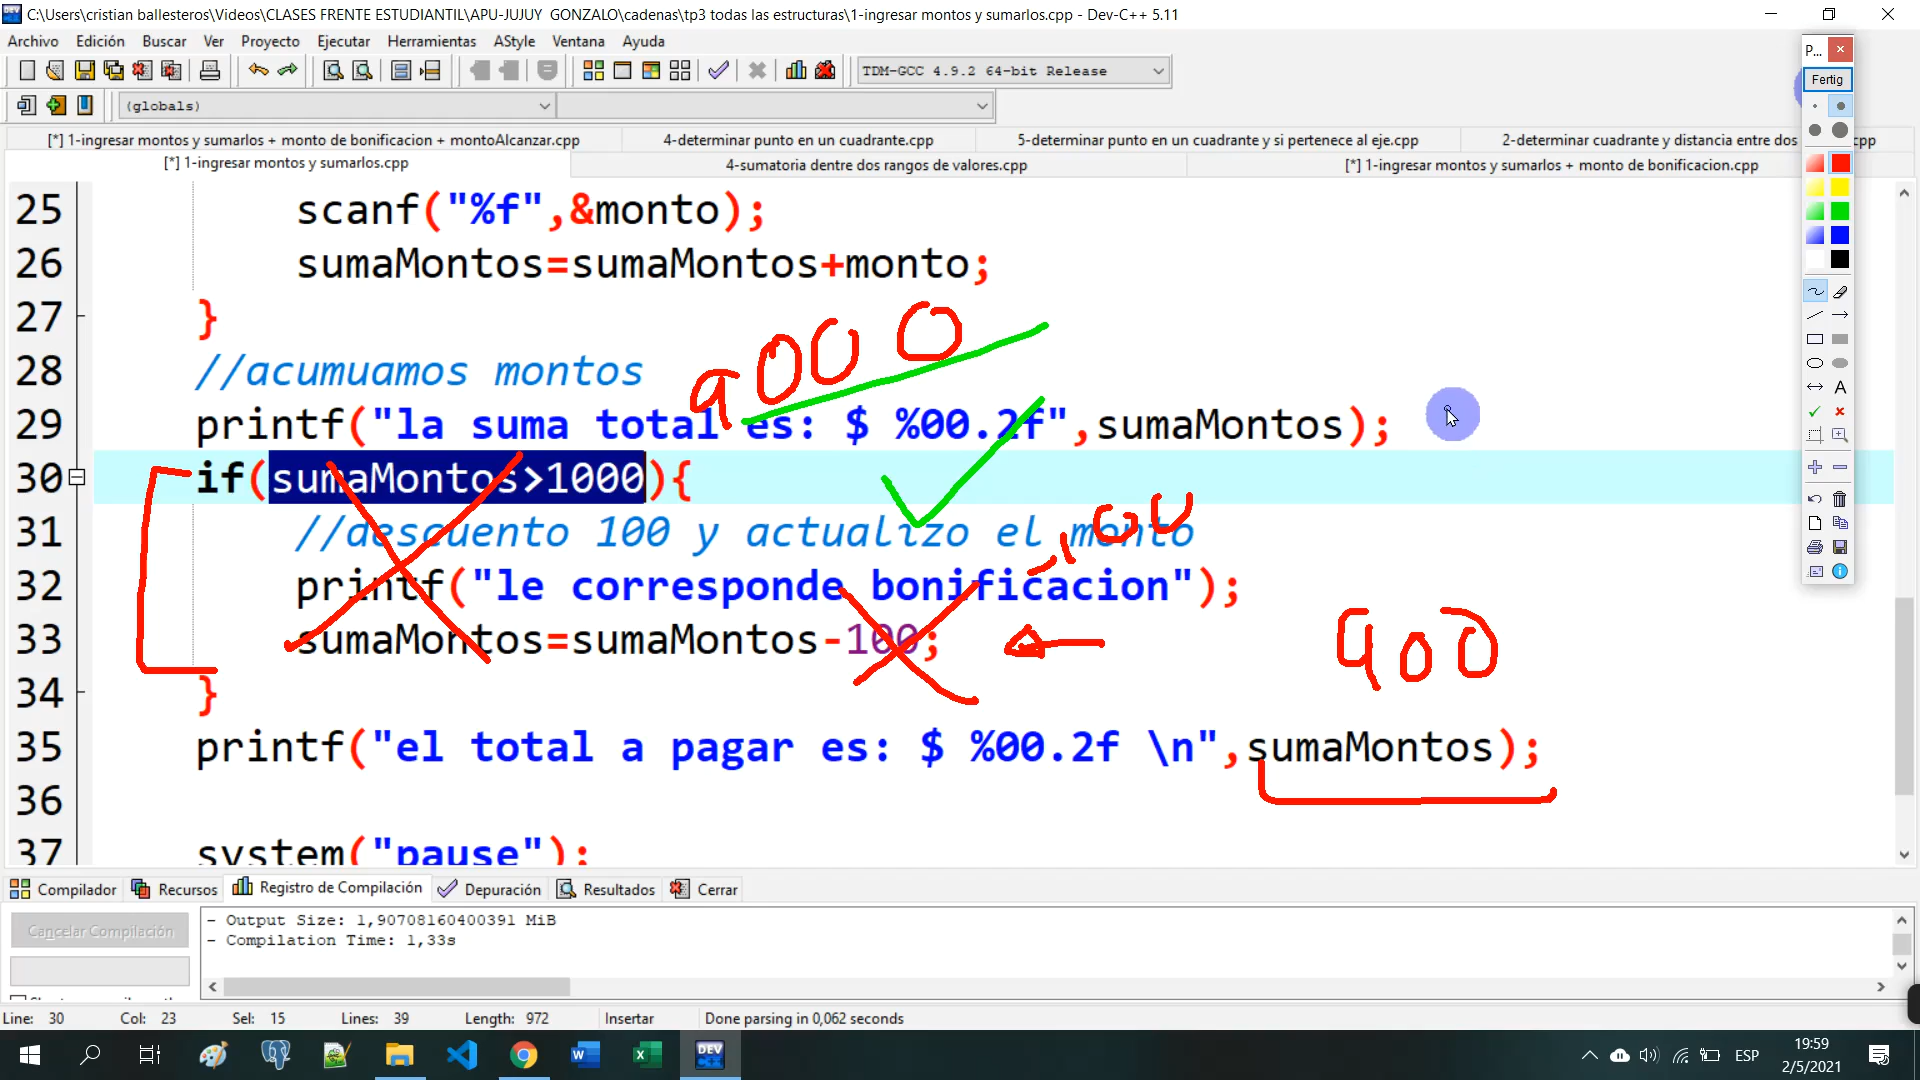 C:\Users\cristian ballesteros\Videos\CLASES FRENTE ESTUDIANTIL\APU-JUJUY GONZALO\cadenas\tp3 todas las estructuras\1-ingresar montos y sumarlos.cpp - Dev-C++ 5.11
Archivo Edición Buscar Ver Proyecto Ejecutar Herramientas AStyle Ventana Ayuda
P...
Fertig
TDM-GCC 4.9.2 64-bit Release
(globals)
[*] 1-ingresar montos y sumarlos + monto de bonificacion + montoAlcanzar.cpp 4-determinar punto en un cuadrante.cpp 5-determinar punto en un cuadrante y si pertenece al eje.cpp 2-determinar cuadrante y distancia entre dos cpp
[*] 1-ingresar montos y sumarlos.cpp 4-sumatoria dentre dos rangos de valores.cpp [*] 1-ingresar montos y sumarlos + monto de bonificacion.cpp
25 scanf("%f",&monto);
26 sumaMontos=sumaMontos+monto;
27 }
9000
28 //acumuamos montos
29 printf("la suma total es: $ %00.2f",sumaMontos);
30 if(sumaMontos>1000){
31 //descuento 100 y actualizo el monto
-100
32 printf("le corresponde bonificacion");
33 sumaMontos=sumaMontos-100;
900
34 }
35 printf("el total a pagar es: $ %00.2f \n",sumaMontos);
36
37 system("pause");
Compilador Recursos Registro de Compilación Depuración Resultados Cerrar
Cancelar Compilación
- Output Size: 1,90708160400391 MiB
- Compilation Time: 1,33s
Line: 30 Col: 23 Sel: 15 Lines: 39 Length: 972 Insertar Done parsing in 0,062 seconds
DEV
C++
ESP
19:59
2/5/2021